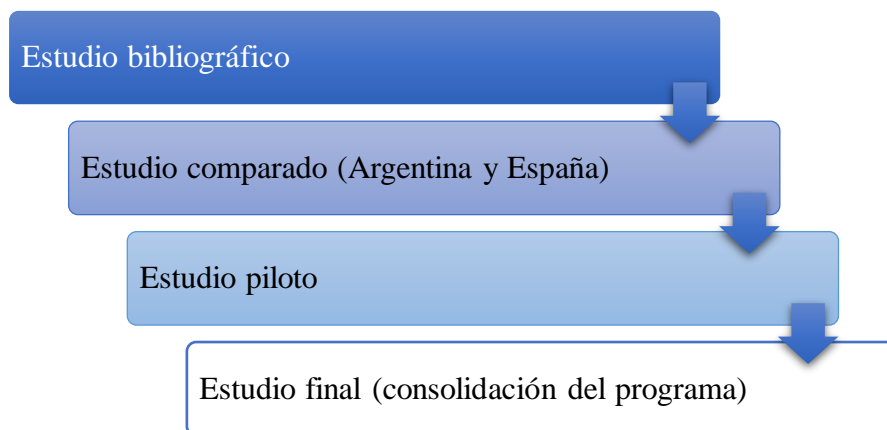 Estudio bibliográfico
Estudio comparado (Argentina y España)
Estudio piloto
Estudio final (consolidación del programa)